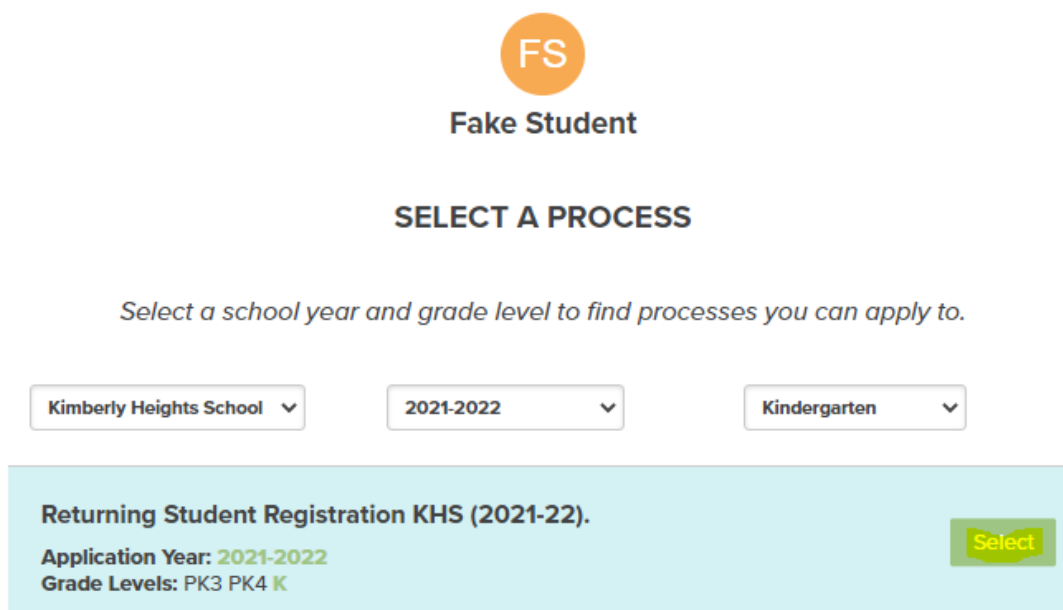 FS
Fake Student
SELECT A PROCESS
Select a school year and grade level to find processes you can apply to.
Kimberly Heights School
2021-2022
Kindergarten
Returning Student Registration KHS (2021-22).
Select
Application Year: 2021-2022
Grade Levels: PK3 PK4 K